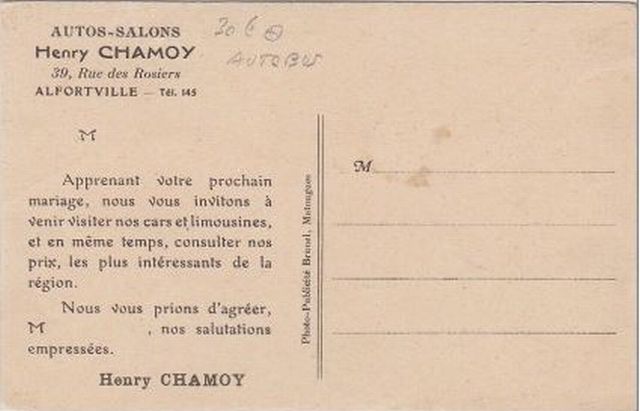 AUTOS-SALONS
Henry CHAMOY
39, Rue des Rosiers
ALFORTVILLE — Tél. 145
30 €
AUTOBUS
M
Apprenant votre prochain
mariage, nous vous invitons à
venir visiter nos cars et limousines,
et en même temps, consulter nos
prix, les plus intéressants de la
région.
Nous vous prions d'agréer,
M , nos salutations
empressées.
Henry CHAMOY
Photo-Publicité Brunel, Matougues
M